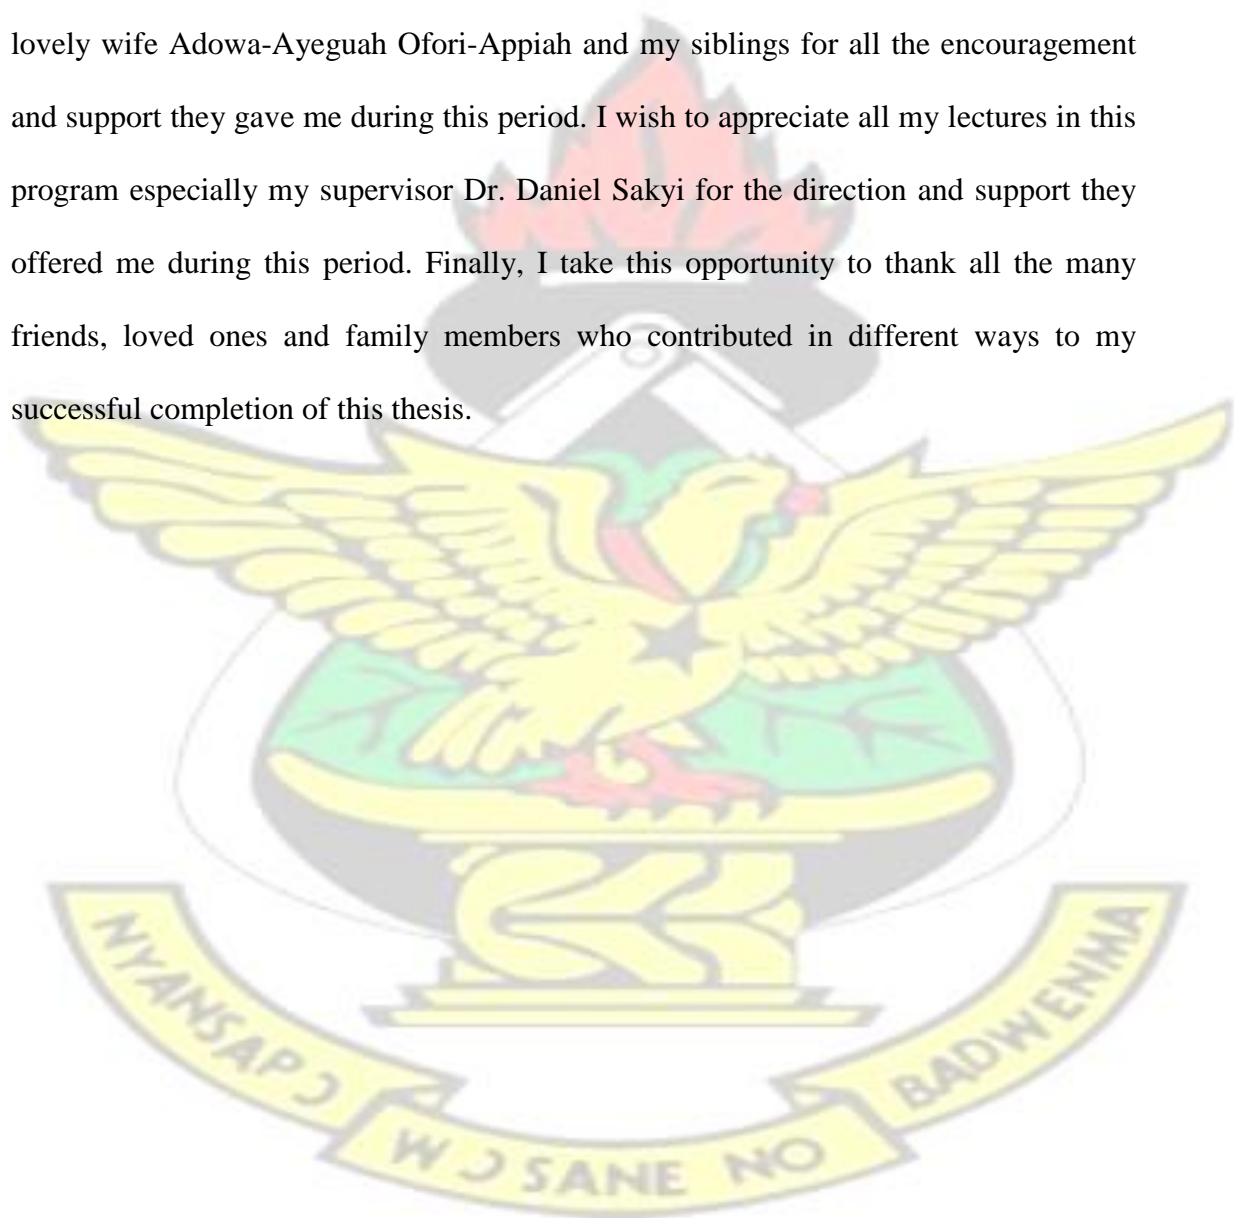 lovely wife Adowa-Ayeguah Ofori-Appiah and my siblings for all the encouragement
and support they gave me during this period. I wish to appreciate all my lectures in this
program especially my supervisor Dr. Daniel Sakyi for the direction and support they
offered me during this period. Finally, I take this opportunity to thank all the many
friends, loved ones and family members who contributed in different ways to my
successful completion of this thesis.
NYANSAPƆ
WƆSANE NO
BADWENMA